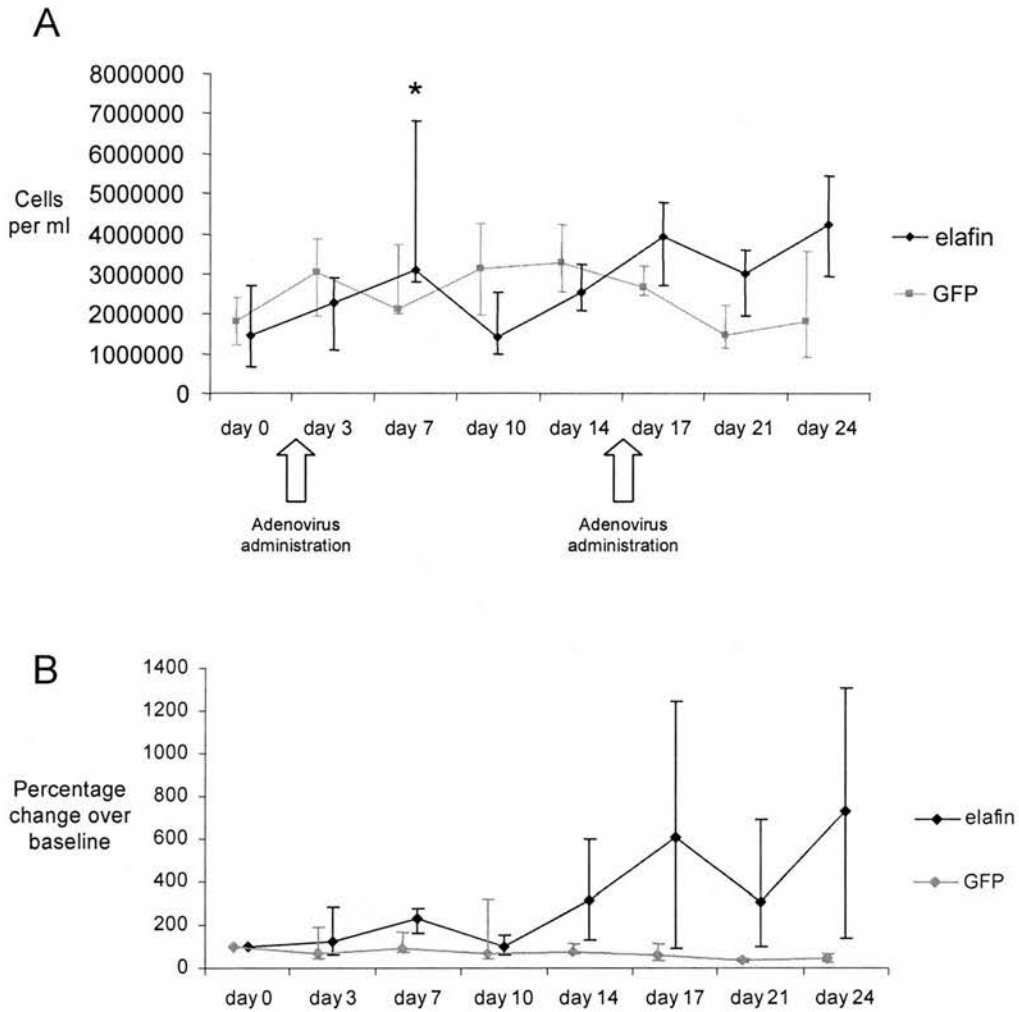 A
8000000
7000000
6000000
5000000
4000000
3000000
2000000
1000000
0
Cells
per ml
*
elafin
GFP
day 0 day 3 day 7 day 10 day 14 day 17 day 21 day 24
Adenovirus
administration
Adenovirus
administration
B
1400
1200
1000
800
600
400
200
0
Percentage
change over
baseline
elafin
GFP
day 0 day 3 day 7 day 10 day 14 day 17 day 21 day 24